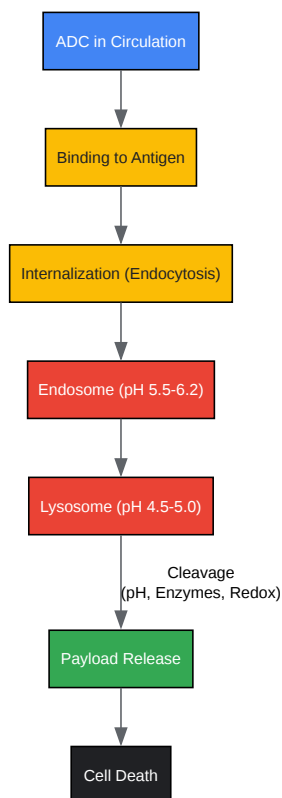 ADC in Circulation
Binding to Antigen
Internalization (Endocytosis)
Endosome (pH 5.5-6.2)
Lysosome (pH 4.5-5.0)
Cleavage
(pH, Enzymes, Redox)
Payload Release
Cell Death